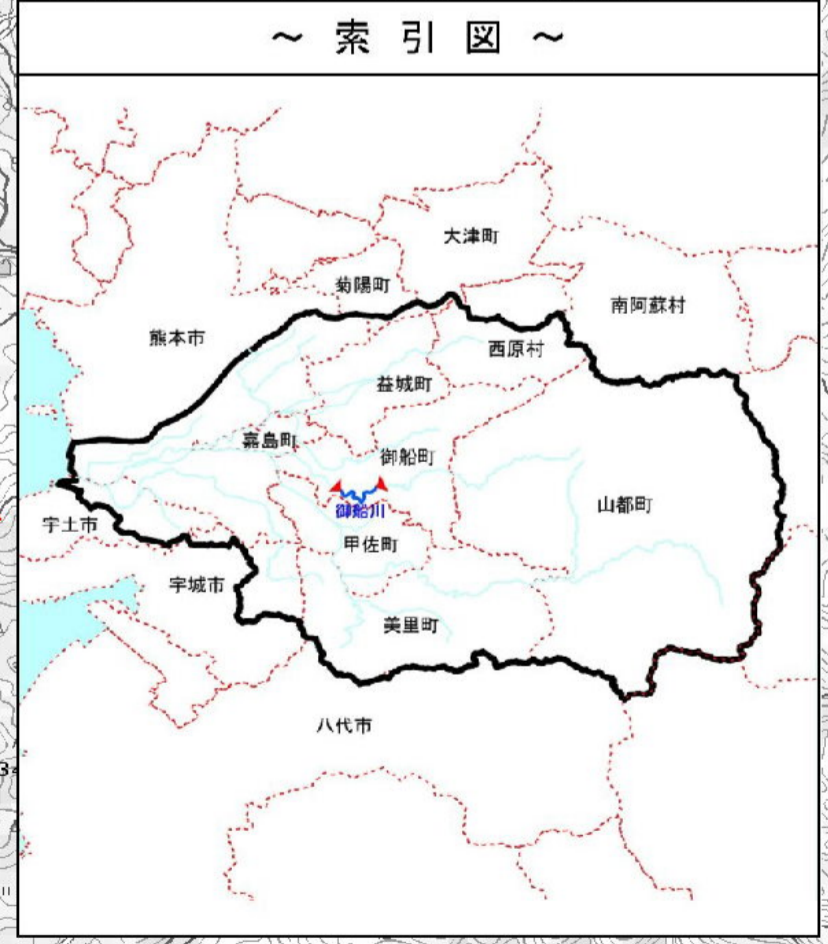 ～ 索 引 図 ～
大津町
菊陽町
南阿蘇村
熊本市
西原村
益城町
嘉島町
御船町
山都町
御船川
宇土市
甲佐町
宇城市
美里町
八代市